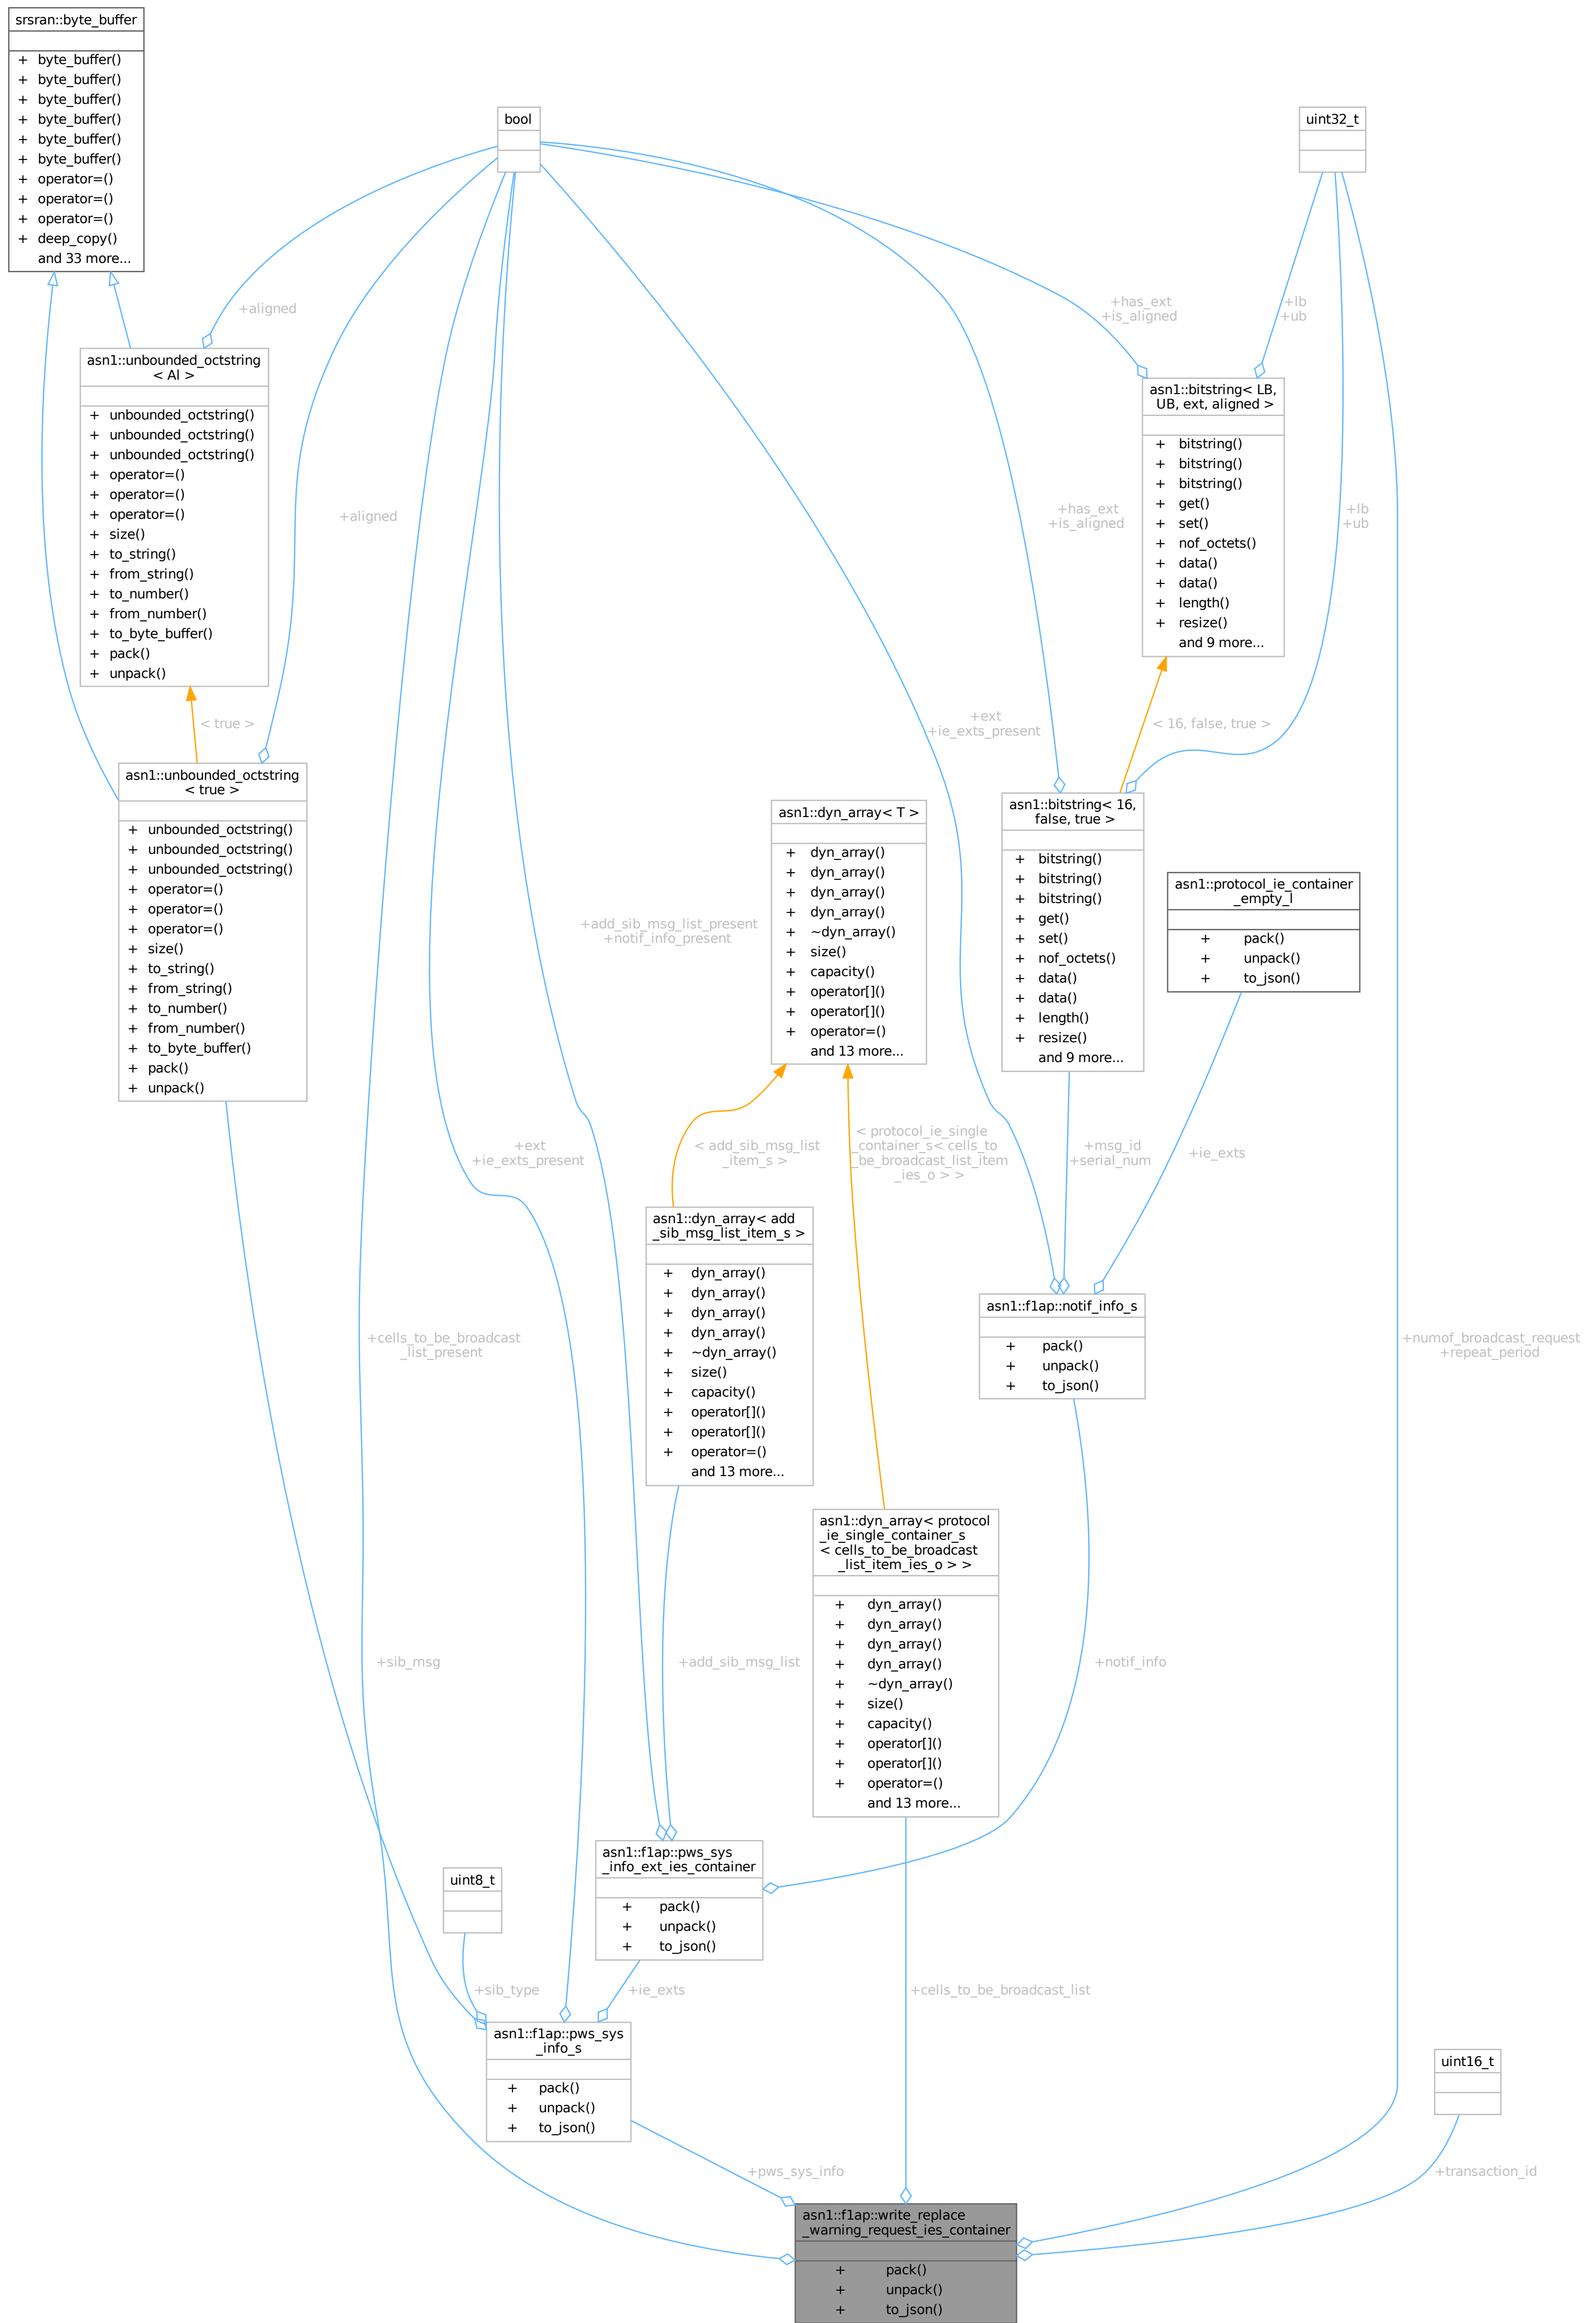 srsran::byte_buffer
+ byte_buffer()
+ byte_buffer()
+ byte_buffer()
+ byte_buffer()
+ byte_buffer()
+ byte_buffer()
+ operator=()
+ operator=()
+ operator=()
+ deep_copy()
and 33 more...
bool
uint32_t
+aligned
+has_ext
+is_aligned
+lb
+ub
asn1::unbounded_octstring
< Al >
+ unbounded_octstring()
+ unbounded_octstring()
+ unbounded_octstring()
+ operator=()
+ operator=()
+ operator=()
+ size()
+ to_string()
+ from_string()
+ to_number()
+ from_number()
+ to_byte_buffer()
+ pack()
+ unpack()
asn1::bitstring< LB,
UB, ext, aligned >
+ bitstring()
+ bitstring()
+ bitstring()
+ get()
+ set()
+ nof_octets()
+ data()
+ data()
+ length()
+ resize()
and 9 more...
+aligned
+has_ext
+is_aligned
+lb
+ub
< true >
+ext
+ie_exts_present
< 16, false, true >
asn1::unbounded_octstring
< true >
+ unbounded_octstring()
+ unbounded_octstring()
+ unbounded_octstring()
+ operator=()
+ operator=()
+ operator=()
+ size()
+ to_string()
+ from_string()
+ to_number()
+ from_number()
+ to_byte_buffer()
+ pack()
+ unpack()
asn1::dyn_array< T >
+ dyn_array()
+ dyn_array()
+ dyn_array()
+ dyn_array()
+ ~dyn_array()
+ size()
+ capacity()
+ operator[]()
+ operator[]()
+ operator=()
and 13 more...
asn1::bitstring< 16,
false, true >
+ bitstring()
+ bitstring()
+ bitstring()
+ get()
+ set()
+ nof_octets()
+ data()
+ data()
+ length()
+ resize()
and 9 more...
asn1::protocol_ie_container
_empty_l
+ pack()
+ unpack()
+ to_json()
+add_sib_msg_list_present
+notif_info_present
+ext
+ie_exts_present
< add_sib_msg_list
_item_s >
< protocol_ie_single
_container_s< cells_to
_be_broadcast_list_item
_ies_o > >
+msg_id
+serial_num
+ie_exts
asn1::dyn_array< add
_sib_msg_list_item_s >
+ dyn_array()
+ dyn_array()
+ dyn_array()
+ dyn_array()
+ ~dyn_array()
+ size()
+ capacity()
+ operator[]()
+ operator[]()
+ operator=()
and 13 more...
asn1::f1ap::notif_info_s
+ pack()
+ unpack()
+ to_json()
+cells_to_be_broadcast
_list_present
+numof_broadcast_request
+repeat_period
asn1::dyn_array< protocol
_ie_single_container_s
< cells_to_be_broadcast
_list_item_ies_o > >
+ dyn_array()
+ dyn_array()
+ dyn_array()
+ dyn_array()
+ ~dyn_array()
+ size()
+ capacity()
+ operator[]()
+ operator[]()
+ operator=()
and 13 more...
+sib_msg
+add_sib_msg_list
+notif_info
uint8_t
asn1::f1ap::pws_sys
_info_ext_ies_container
+ pack()
+ unpack()
+ to_json()
+sib_type
+ie_exts
+cells_to_be_broadcast_list
asn1::f1ap::pws_sys
_info_s
+ pack()
+ unpack()
+ to_json()
uint16_t
+pws_sys_info
+transaction_id
asn1::f1ap::write_replace
_warning_request_ies_container
+ pack()
+ unpack()
+ to_json()